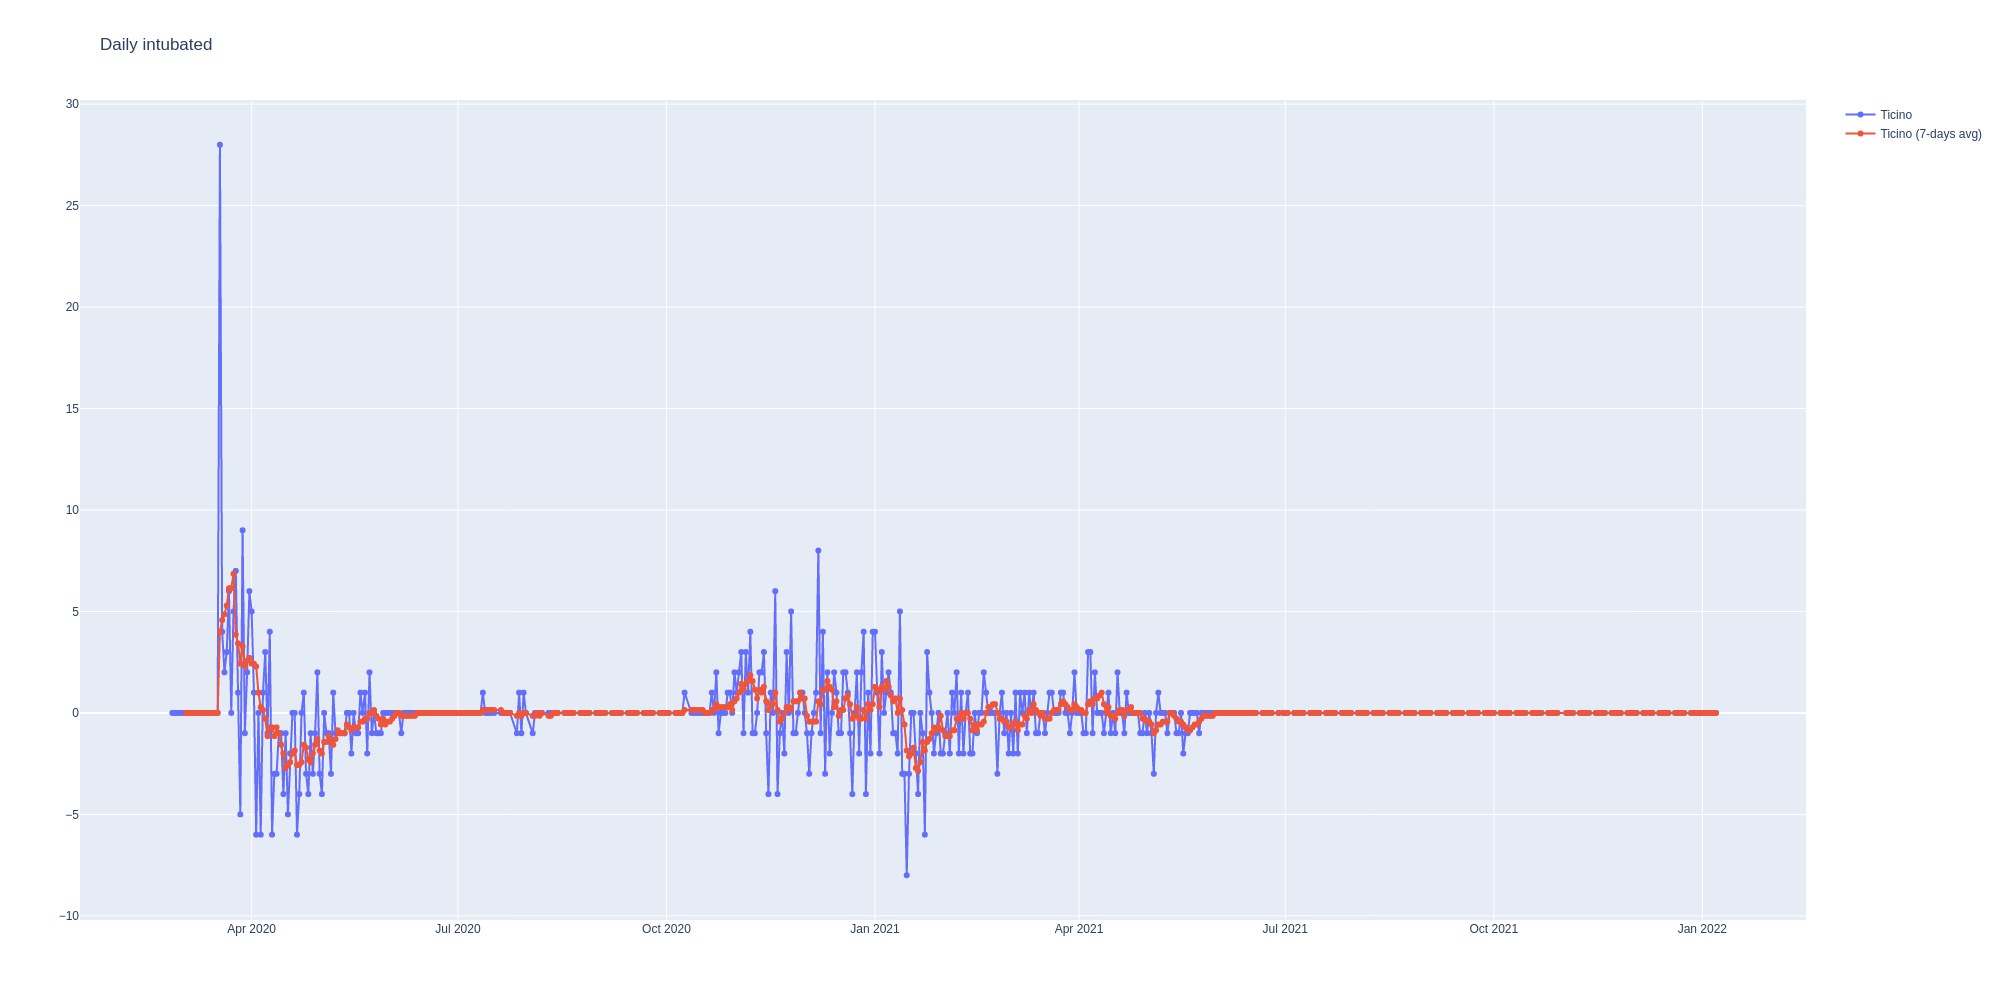 Daily intubated
30
25
20
15
10
5
0
−5
−10
Apr 2020
Jul 2020
Oct 2020
Jan 2021
Apr 2021
Jul 2021
Oct 2021
Jan 2022
Ticino
Ticino (7-days avg)